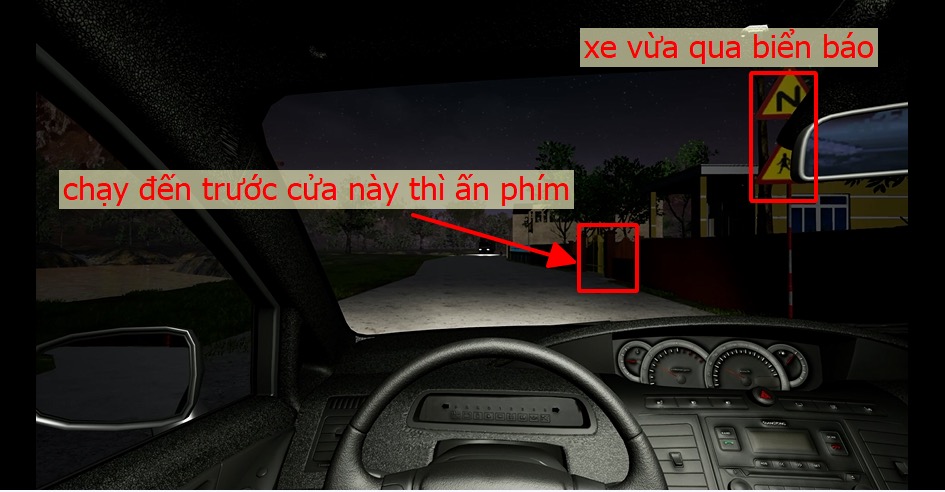 xe vừa qua biển báo
chạy đến trước cửa này thì ấn phím